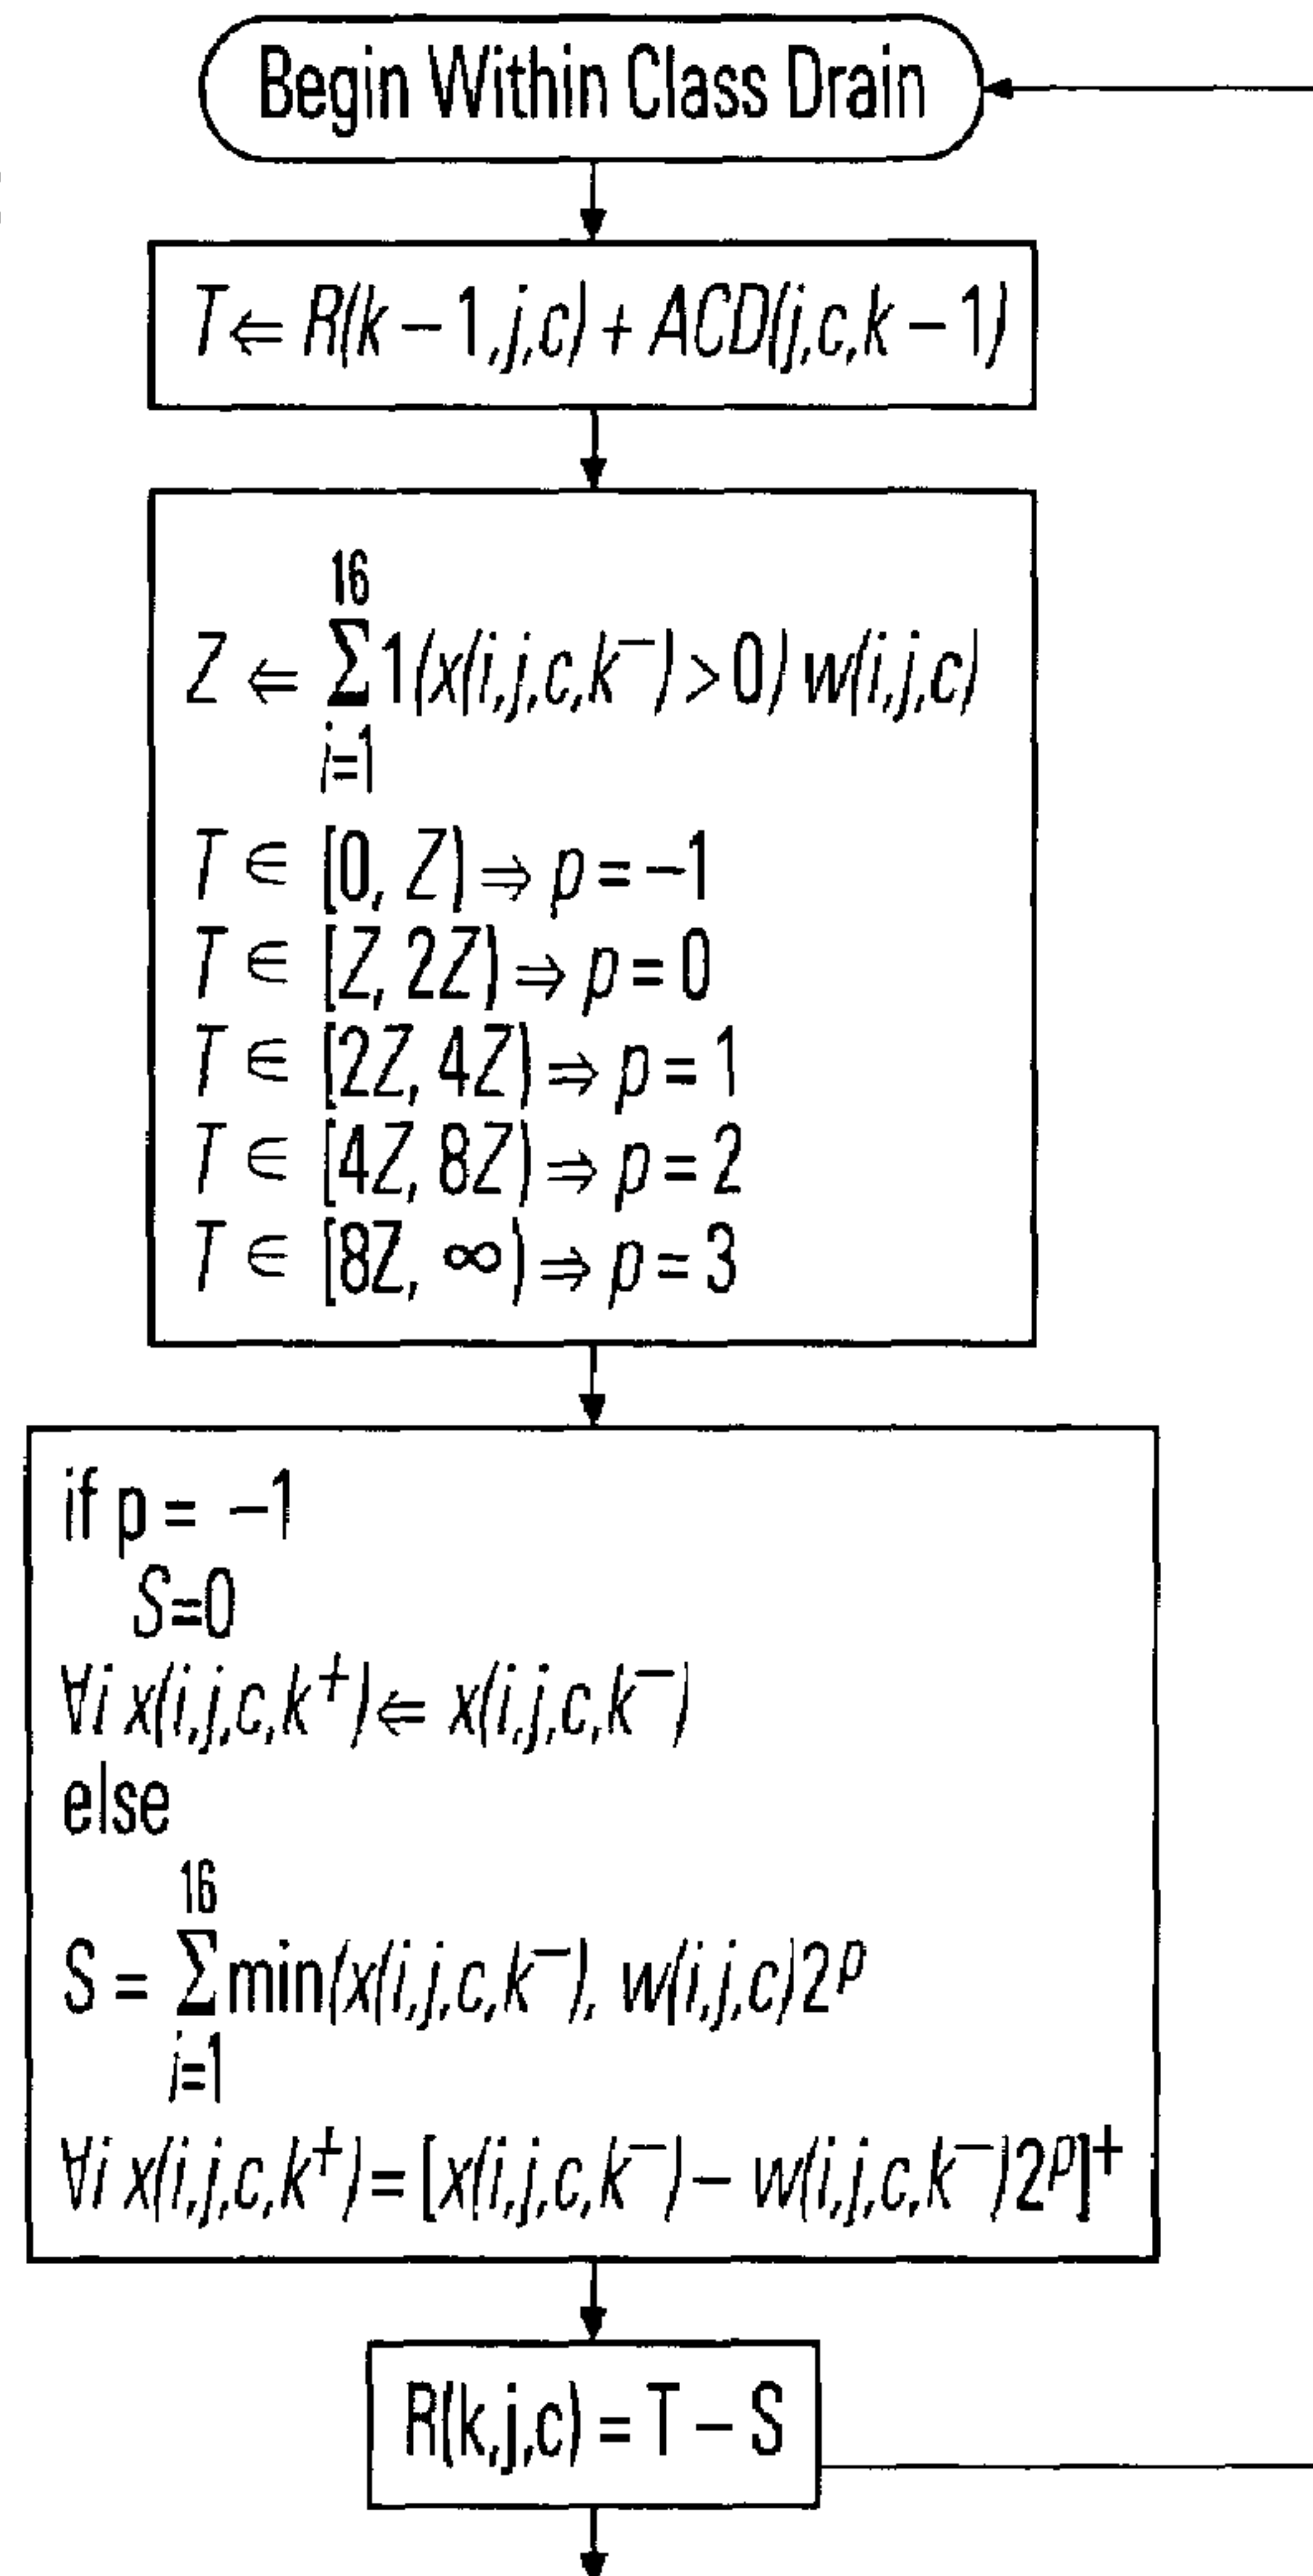 Begin Within Class Drain
T ⇐ R(k − 1,j,c) + ACD(j,c,k − 1)
16
Z ⇐ Σ1(x(i,j,c,k⁻) > 0) w(i,j,c)
i=1
T ∈ [0, Z) ⇒ p = −1
T ∈ [Z, 2Z) ⇒ p = 0
T ∈ [2Z, 4Z) ⇒ p = 1
T ∈ [4Z, 8Z) ⇒ p = 2
T ∈ [8Z, ∞) ⇒ p = 3
if p = −1
S=0
∀i x(i,j,c,k⁺) ⇐ x(i,j,c,k⁻)
else
16
S = Σmin(x(i,j,c,k⁻), w(i,j,c)2ᵖ
i=1
∀i x(i,j,c,k⁺) = [x(i,j,c,k⁻) − w(i,j,c,k⁻)2ᵖ]⁺
R(k,j,c) = T − S